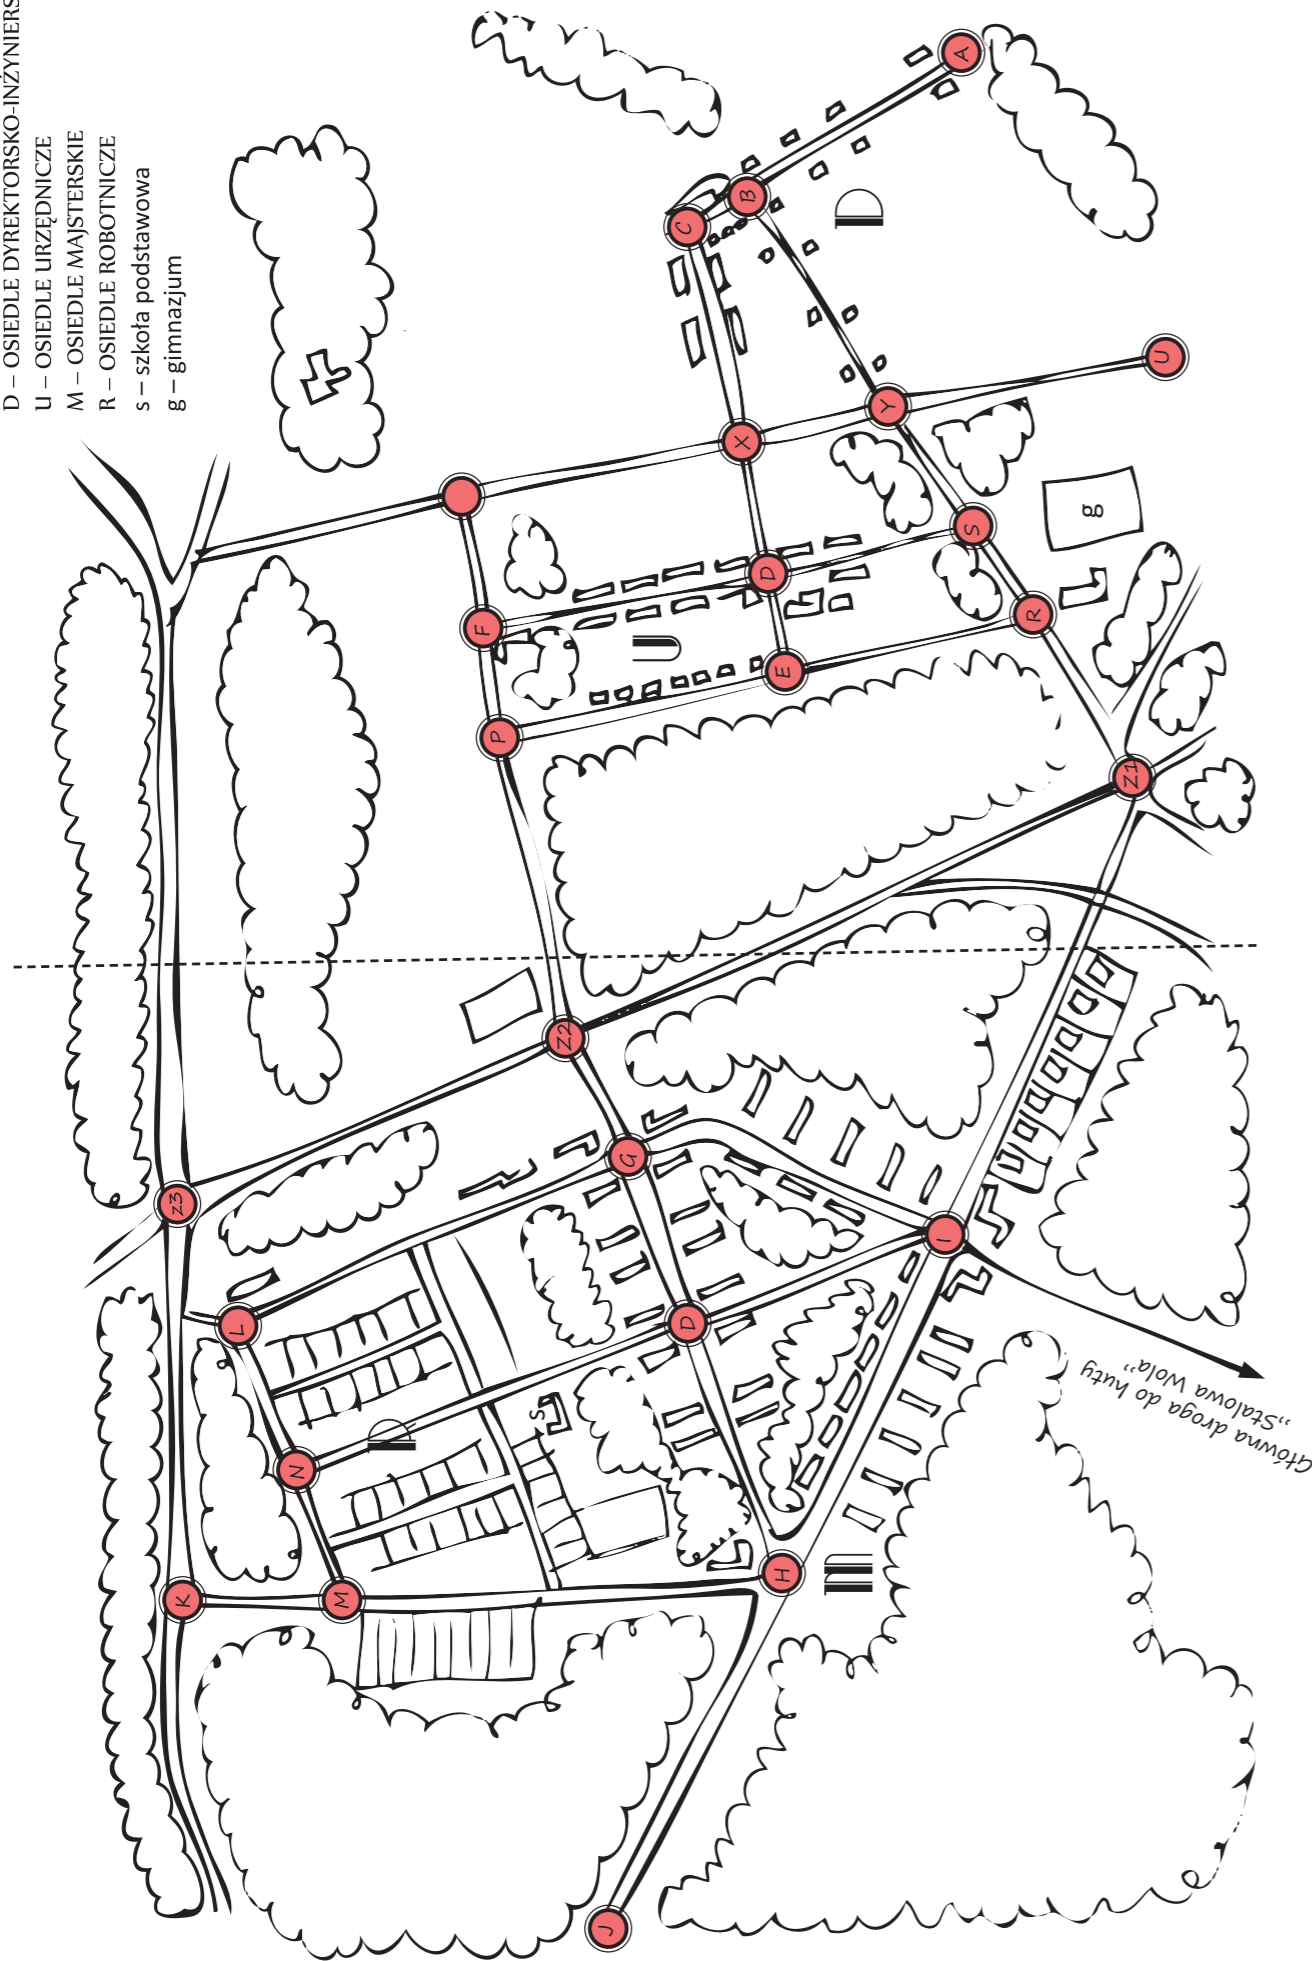 D – OSIEDLE DYREKTORSKO-INŻYNIERS
U – OSIEDLE URZĘDNICZE
M – OSIEDLE MAJSTERSKIE
R – OSIEDLE ROBOTNICZE
s – szkoła podstawowa
g – gimnazjum
A
B
C
D
X
Y
U
F
D
S
g
U
P
E
R
Z1
Z2
z3
G
I
L
D
N
s
K
M
H
m
J
Główna droga do huty
„Stalowa Wola”